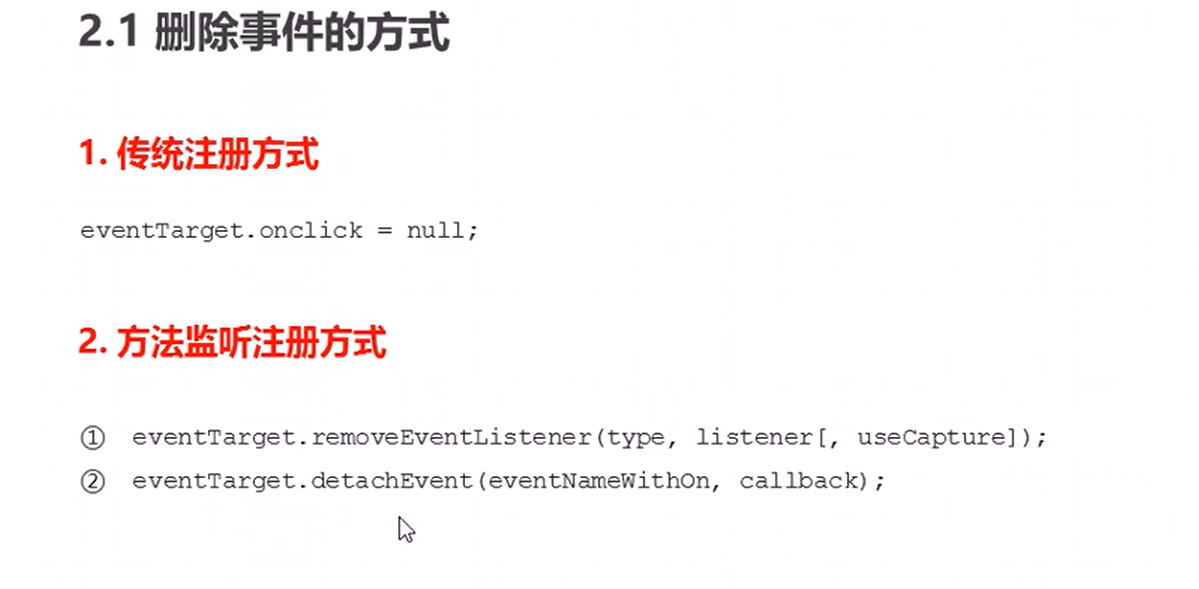 2.1 删除事件的方式
1. 传统注册方式
eventTarget.onclick = null;
2. 方法监听注册方式
① eventTarget.removeEventListener(type, listener[, useCapture]);
② eventTarget.detachEvent(eventNameWithOn, callback);